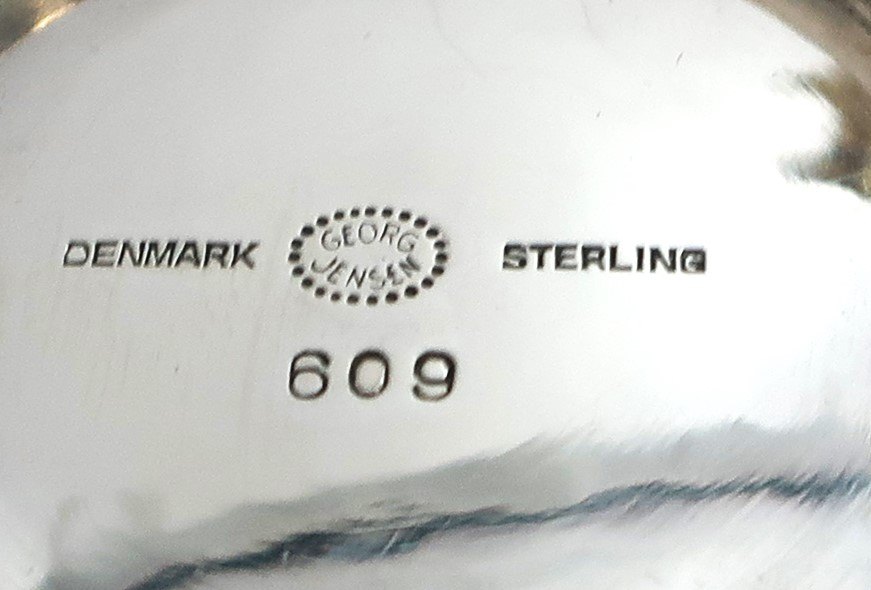 DENMARK GEORG JENSEN STERLING
609